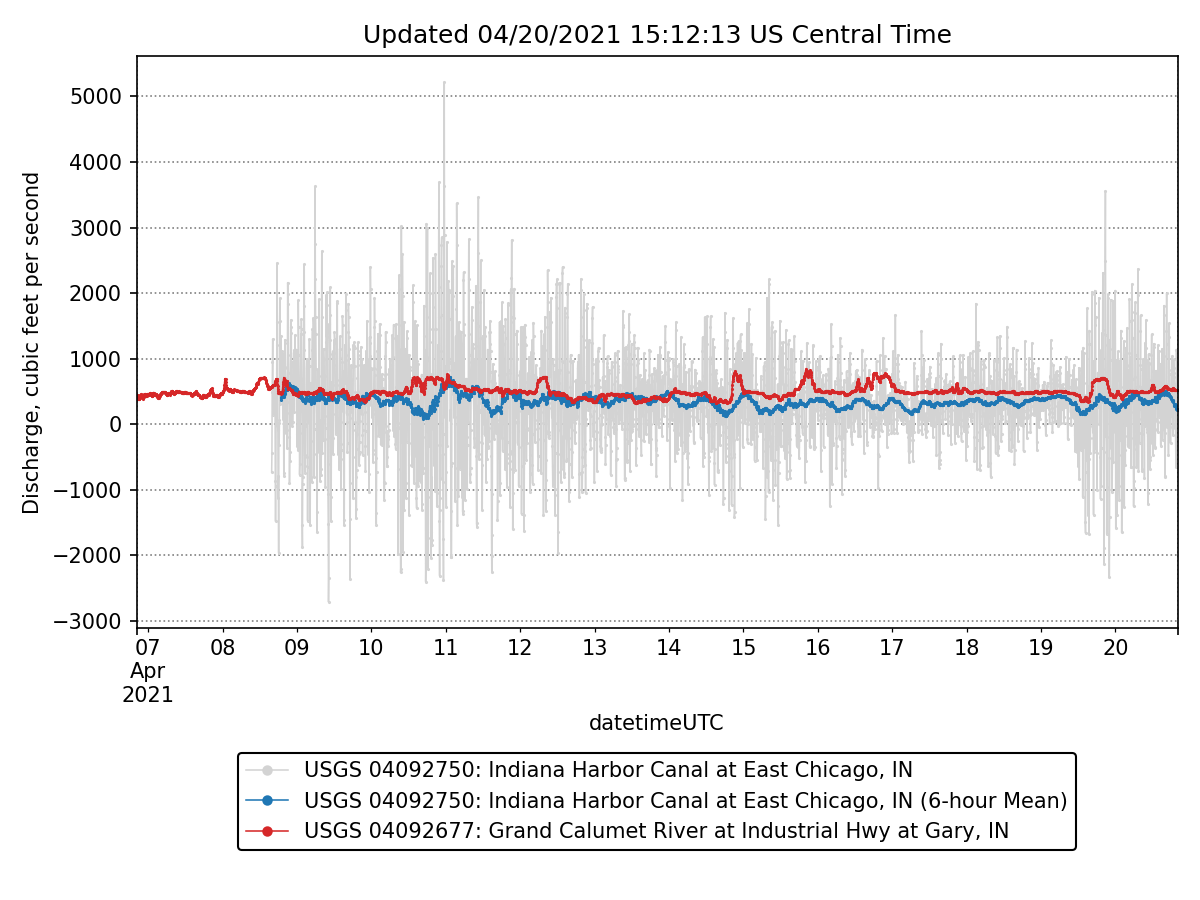 Updated 04/20/2021 15:12:13 US Central Time
Discharge, cubic feet per second
5000
4000
3000
2000
1000
0
−1000
−2000
−3000
07 08 09 10 11 12 13 14 15 16 17 18 19 20
Apr
2021
datetimeUTC
USGS 04092750: Indiana Harbor Canal at East Chicago, IN
USGS 04092750: Indiana Harbor Canal at East Chicago, IN (6-hour Mean)
USGS 04092677: Grand Calumet River at Industrial Hwy at Gary, IN